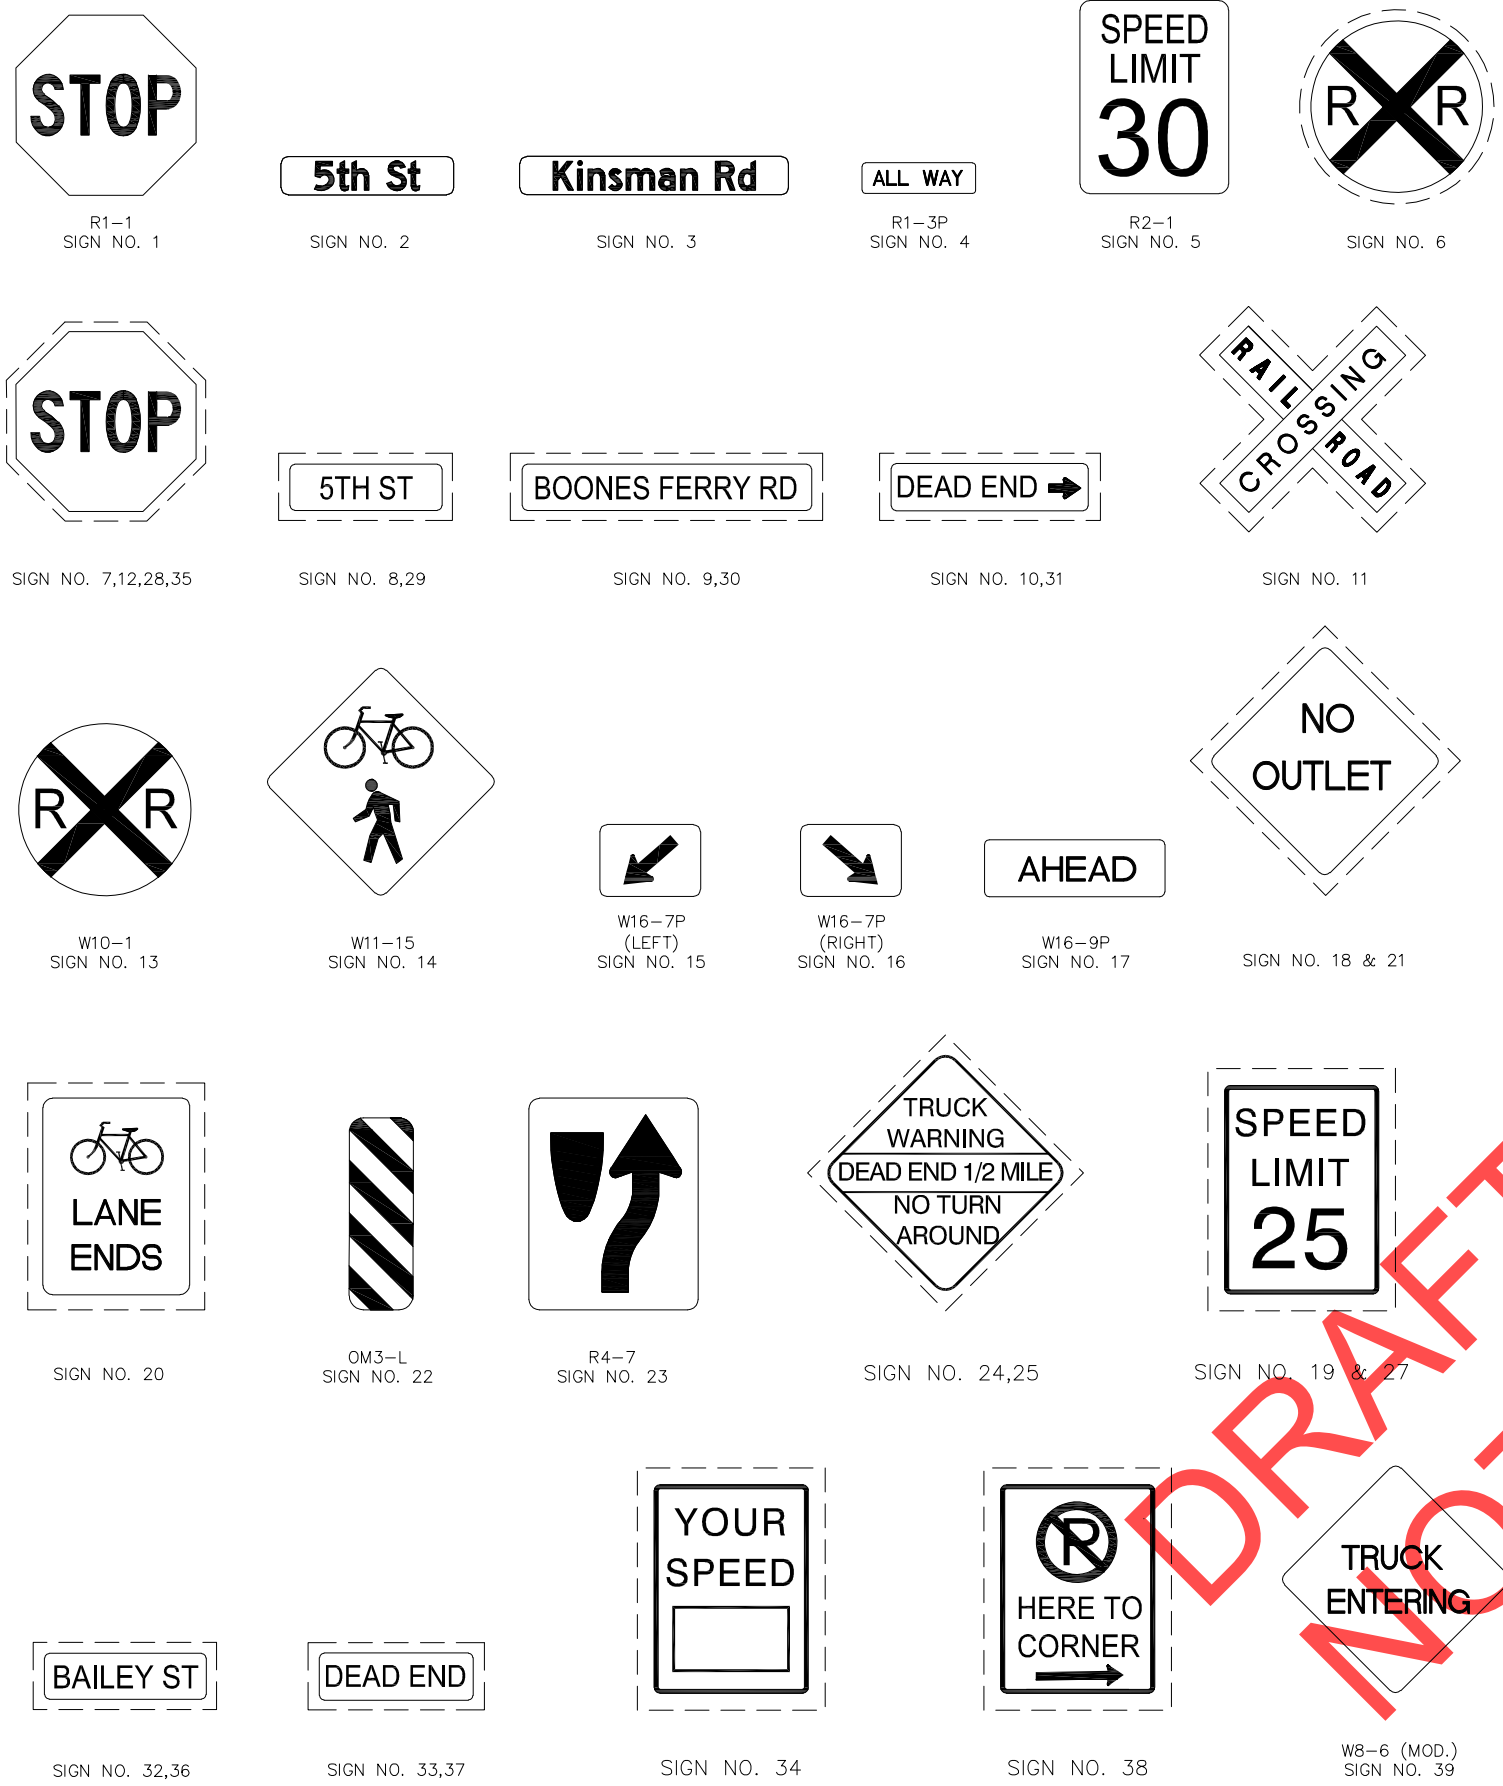 STOP
R1-1
SIGN NO. 1
5th St
SIGN NO. 2
Kinsman Rd
SIGN NO. 3
ALL WAY
R1-3P
SIGN NO. 4
SPEED
LIMIT
30
R2-1
SIGN NO. 5
R R
SIGN NO. 6
STOP
SIGN NO. 7,12,28,35
5TH ST
SIGN NO. 8,29
BOONES FERRY RD
SIGN NO. 9,30
DEAD END
SIGN NO. 10,31
RAIL ROAD
CROSSING
SIGN NO. 11
R R
W10-1
SIGN NO. 13
W11-15
SIGN NO. 14
W16-7P
(LEFT)
SIGN NO. 15
W16-7P
(RIGHT)
SIGN NO. 16
AHEAD
W16-9P
SIGN NO. 17
NO
OUTLET
SIGN NO. 18 & 21
LANE
ENDS
SIGN NO. 20
OM3-L
SIGN NO. 22
R4-7
SIGN NO. 23
TRUCK
WARNING
DEAD END 1/2 MILE
NO TURN
AROUND
SIGN NO. 24,25
SPEED
LIMIT
25
SIGN NO. 19 & 27
BAILEY ST
SIGN NO. 32,36
DEAD END
SIGN NO. 33,37
YOUR
SPEED
SIGN NO. 34
P
HERE TO
CORNER
SIGN NO. 38
TRUCK
ENTERING
W8-6 (MOD.)
SIGN NO. 39
DRAFT